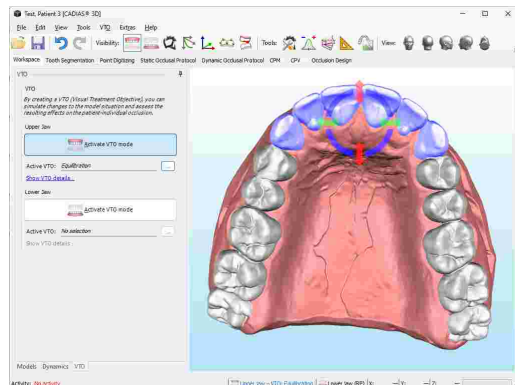 Test, Patient 3 [CADIAS® 3D]
File Edit View Tools VTO Extras Help
Visibility: Tools: View:
Workspace Tooth Segmentation Point Digitizing Static Occlusal Protocol Dynamic Occlusal Protocol CPM CPV Occlusion Design
VTO
VTO
By creating a VTO (Visual Treatment Objective), you can
simulate changes to the model situation and assess the
resulting effects on the patient-individual occlusion.
Upper Jaw
Activate VTO mode
Active VTO: Equilibration ...
Show VTO details...
Lower Jaw
Activate VTO mode
Active VTO: No selection ...
Show VTO details...
Models Dynamics VTO
Activity: No activity Upper Jaw - VTO: Equilibration Lower Jaw (RP) X: --- Y: --- Z: ---